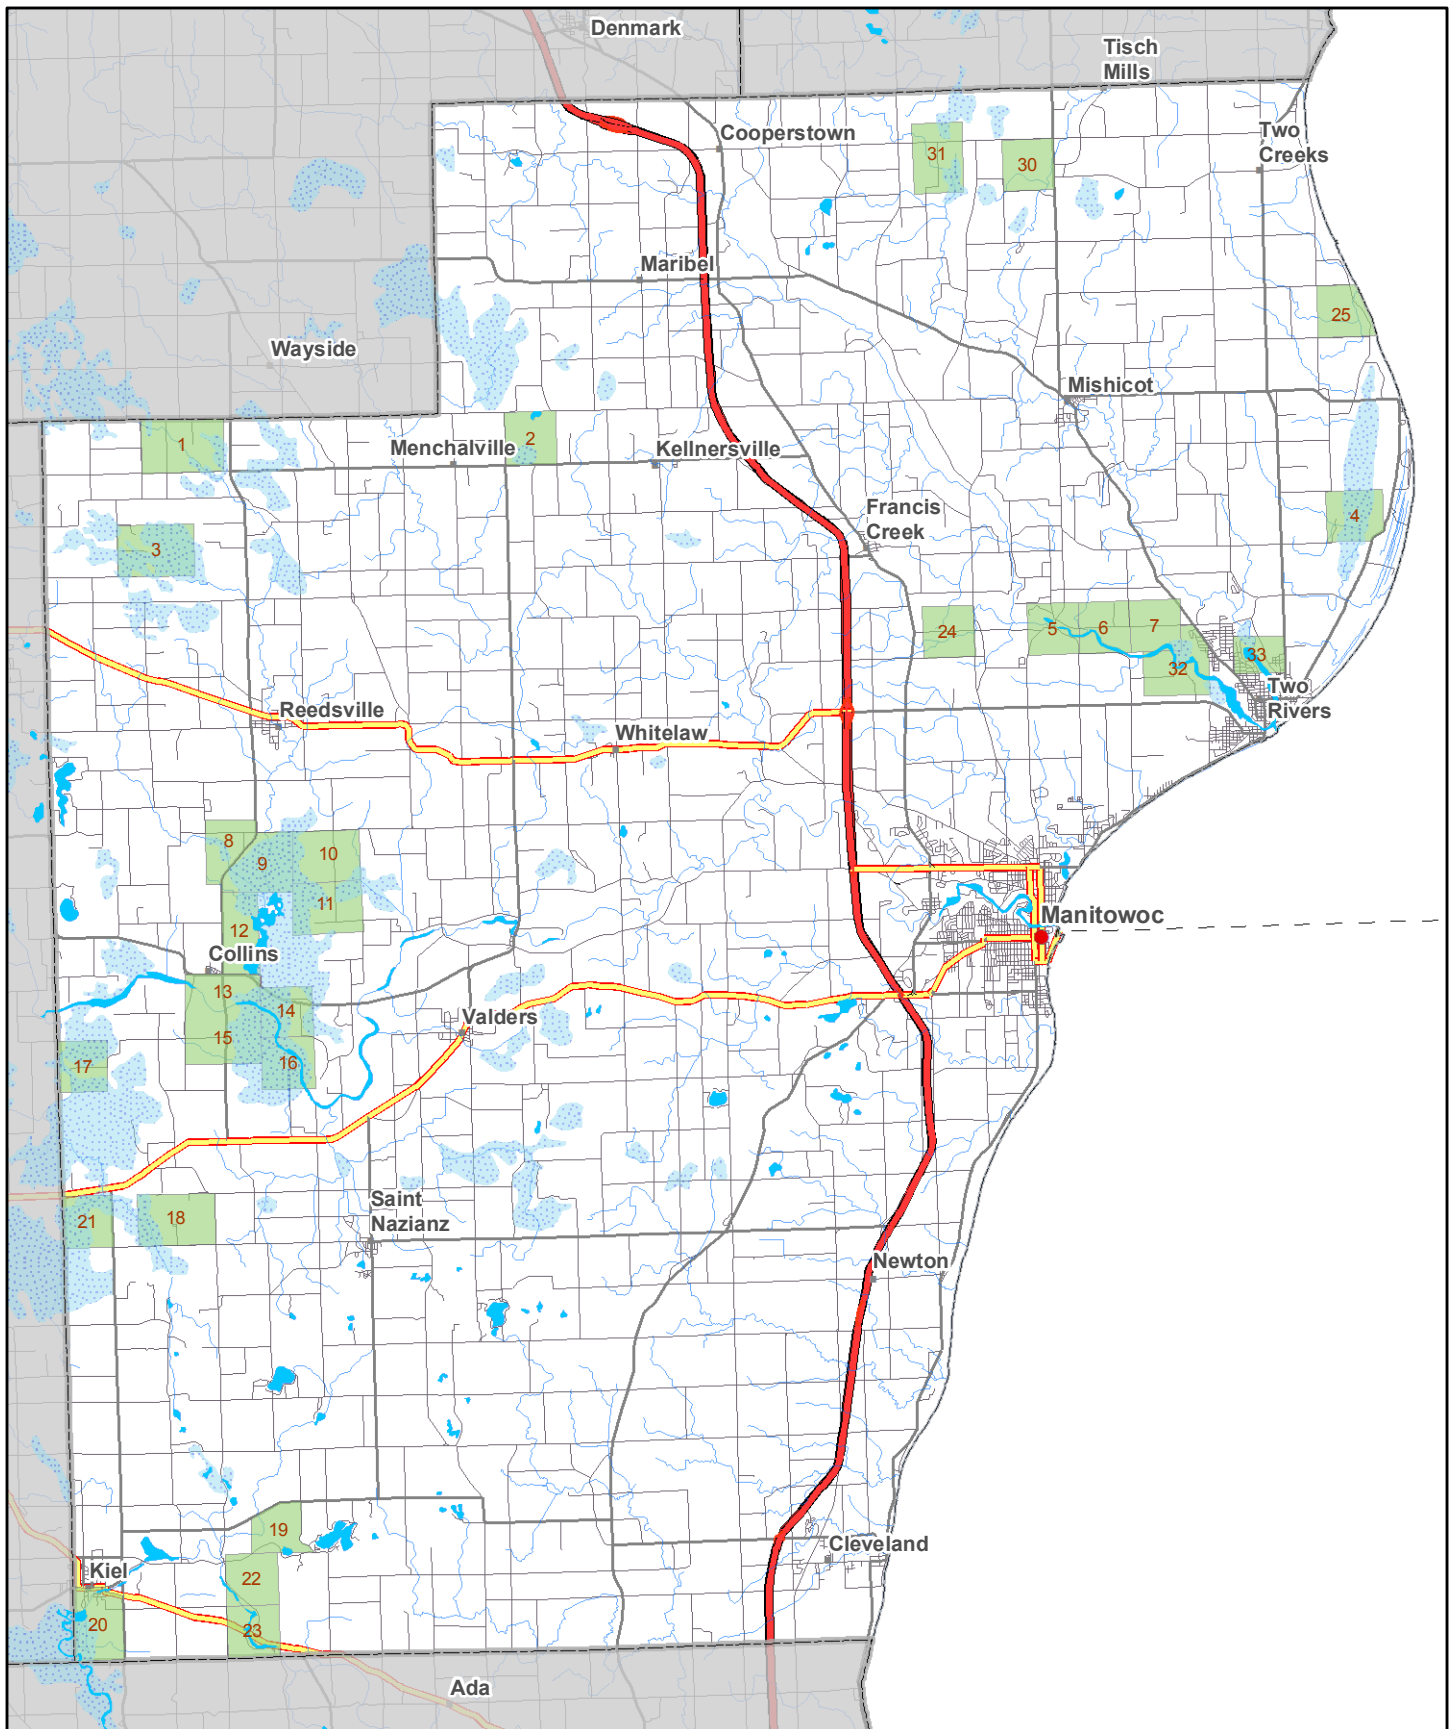 Denmark
Tisch
Mills
Cooperstown
Two
Creeks
31
30
Maribel
25
Wayside
Mishicot
1
2
Menchalville
Kellnersville
Francis
Creek
4
3
24
5
6
7
33
32
Two
Rivers
Reedsville
Whitelaw
8
9
10
11
12
Manitowoc
Collins
13
14
Valders
15
16
17
Saint
Nazianz
21
18
Newton
19
Cleveland
Kiel
22
20
23
Ada